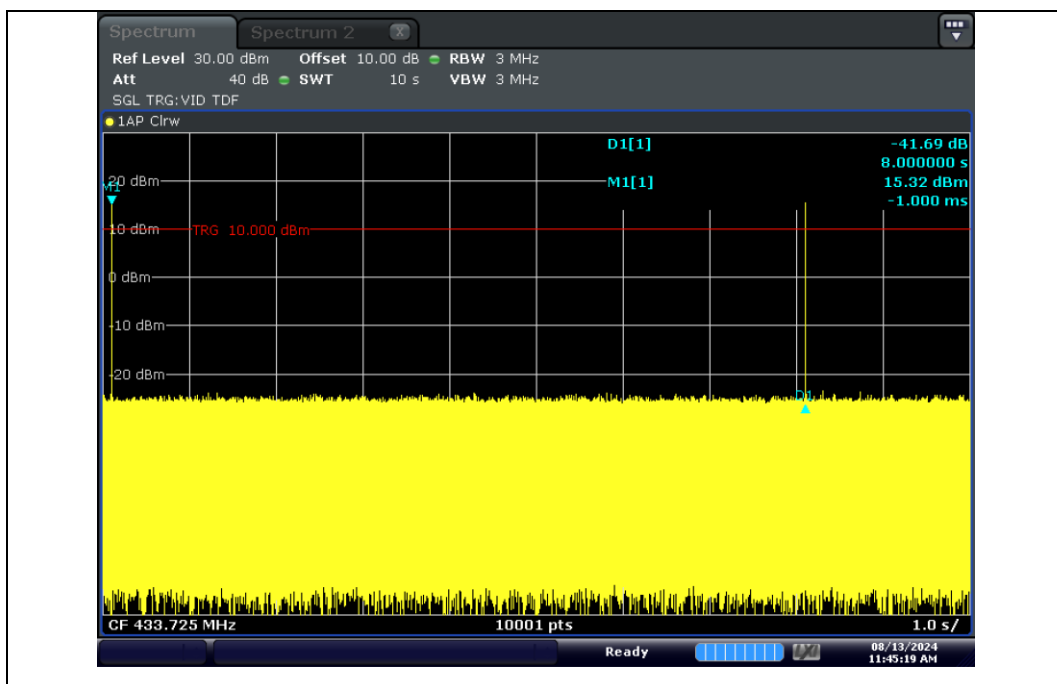 Spectrum Spectrum 2 X
Ref Level 30.00 dBm Offset 10.00 dB RBW 3 MHz
Att 40 dB SWT 10 s VBW 3 MHz
SGL TRG:VID TDF
1AP Clrw
D1[1] -41.69 dB
8.000000 s
20 dBm M1[1] 15.32 dBm
M1 -1.000 ms
10 dBm TRG 10.000 dBm
0 dBm
-10 dBm
-20 dBm
D1
CF 433.725 MHz 10001 pts 1.0 s/
Ready LXI 08/13/2024
11:45:19 AM